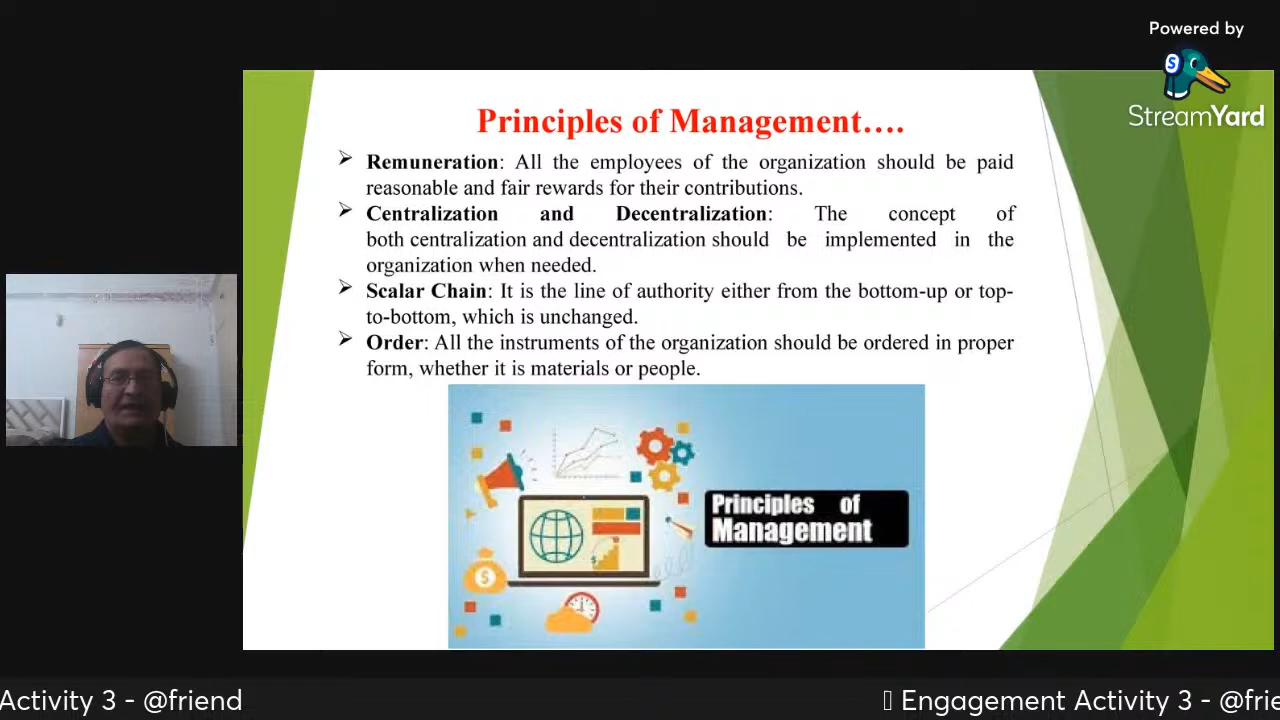 Powered by
StreamYard
Principles of Management….
➢ Remuneration: All the employees of the organization should be paid
reasonable and fair rewards for their contributions.
➢ Centralization and Decentralization: The concept of
both centralization and decentralization should be implemented in the
organization when needed.
➢ Scalar Chain: It is the line of authority either from the bottom-up or top-
to-bottom, which is unchanged.
➢ Order: All the instruments of the organization should be ordered in proper
form, whether it is materials or people.
Principles of
Management
Activity 3 - @friend
Engagement Activity 3 - @frie